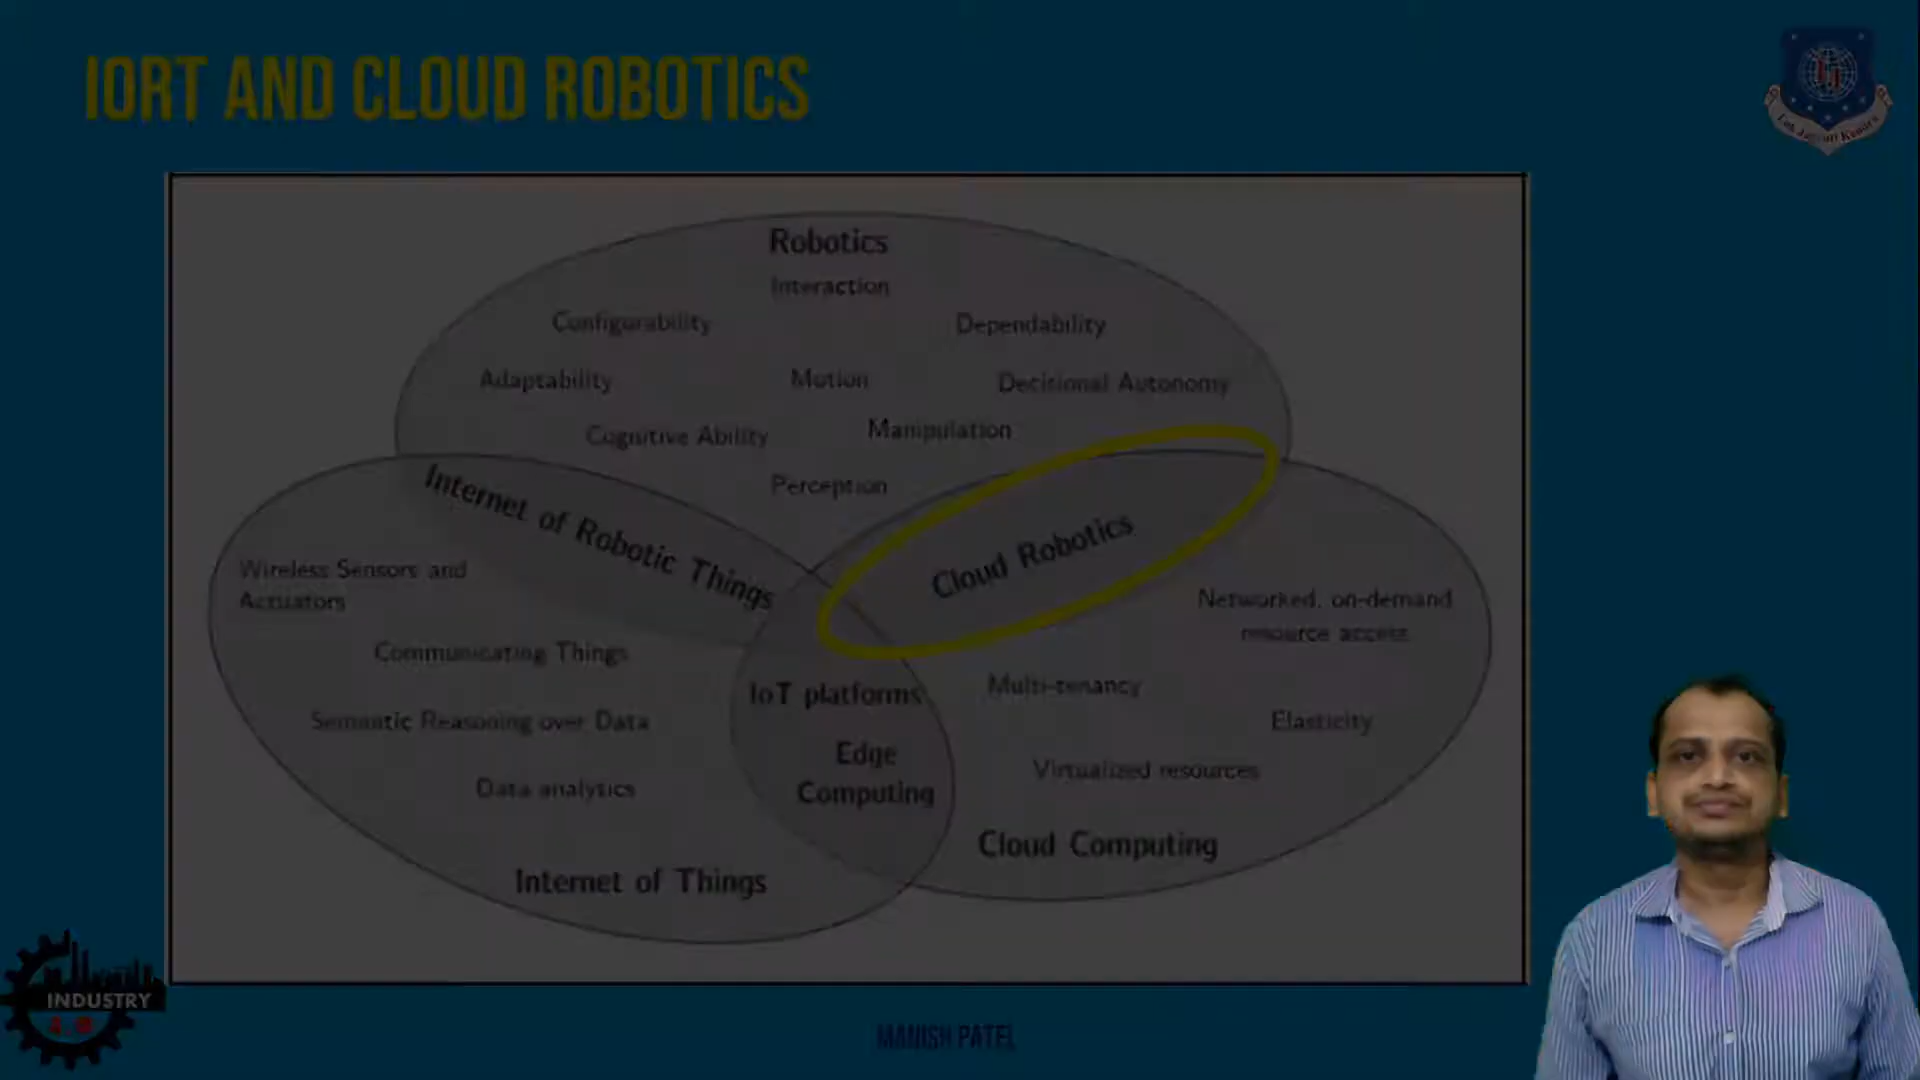 IORT AND CLOUD ROBOTICS
Robotics
Interaction
Configurability
Dependability
Adaptability
Motion
Decisional Autonomy
Cognitive Ability
Manipulation
Perception
Internet of Robotic Things
Cloud Robotics
Wireless Sensors and
Actuators
Communicating Things
Semantic Reasoning over Data
Data analytics
Internet of Things
IoT platforms
Edge
Computing
Networked, on-demand
resource access
Multi-tenancy
Elasticity
Virtualized resources
Cloud Computing
INDUSTRY
MANISH PATEL